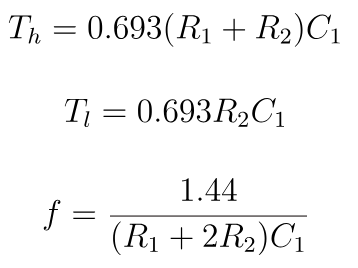 T_h = 0.693(R_1 + R_2)C_1
T_l = 0.693R_2C_1
f = \frac{1.44}{(R_1 + 2R_2)C_1}